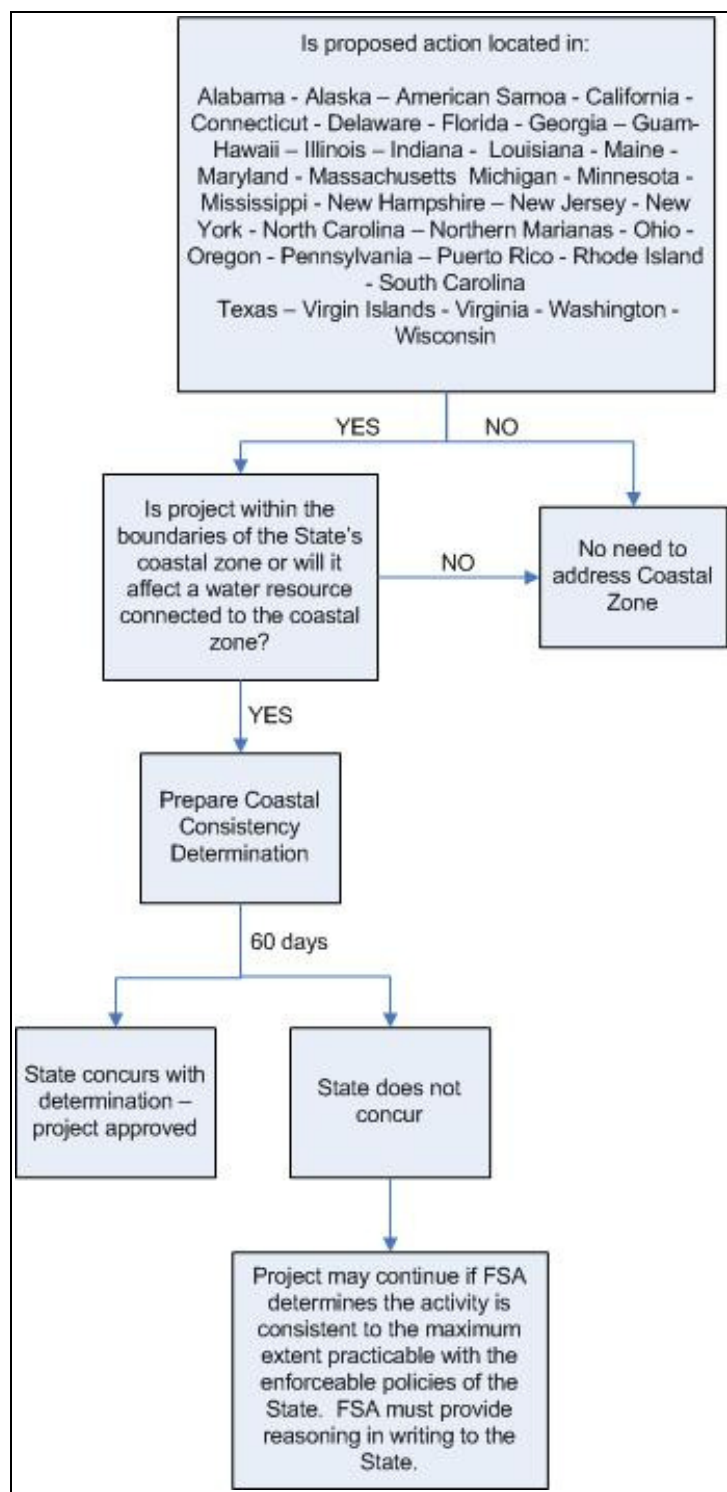 Is proposed action located in:
Alabama - Alaska – American Samoa - California -
Connecticut - Delaware - Florida - Georgia – Guam-
Hawaii – Illinois – Indiana -  Louisiana - Maine -
Maryland - Massachusetts  Michigan - Minnesota -
Mississippi - New Hampshire – New Jersey - New
York - North Carolina – Northern Marianas - Ohio -
Oregon - Pennsylvania – Puerto Rico - Rhode Island
- South Carolina
Texas – Virgin Islands - Virginia - Washington -
Wisconsin
YES
NO
Is project within the
boundaries of the State's
coastal zone or will it
affect a water resource
connected to the coastal
zone?
NO
No need to
address Coastal
Zone
YES
Prepare Coastal
Consistency
Determination
60 days
State concurs with
determination –
project approved
State does not
concur
Project may continue if FSA
determines the activity is
consistent to the maximum
extent practicable with the
enforceable policies of the
State.  FSA must provide
reasoning in writing to the
State.